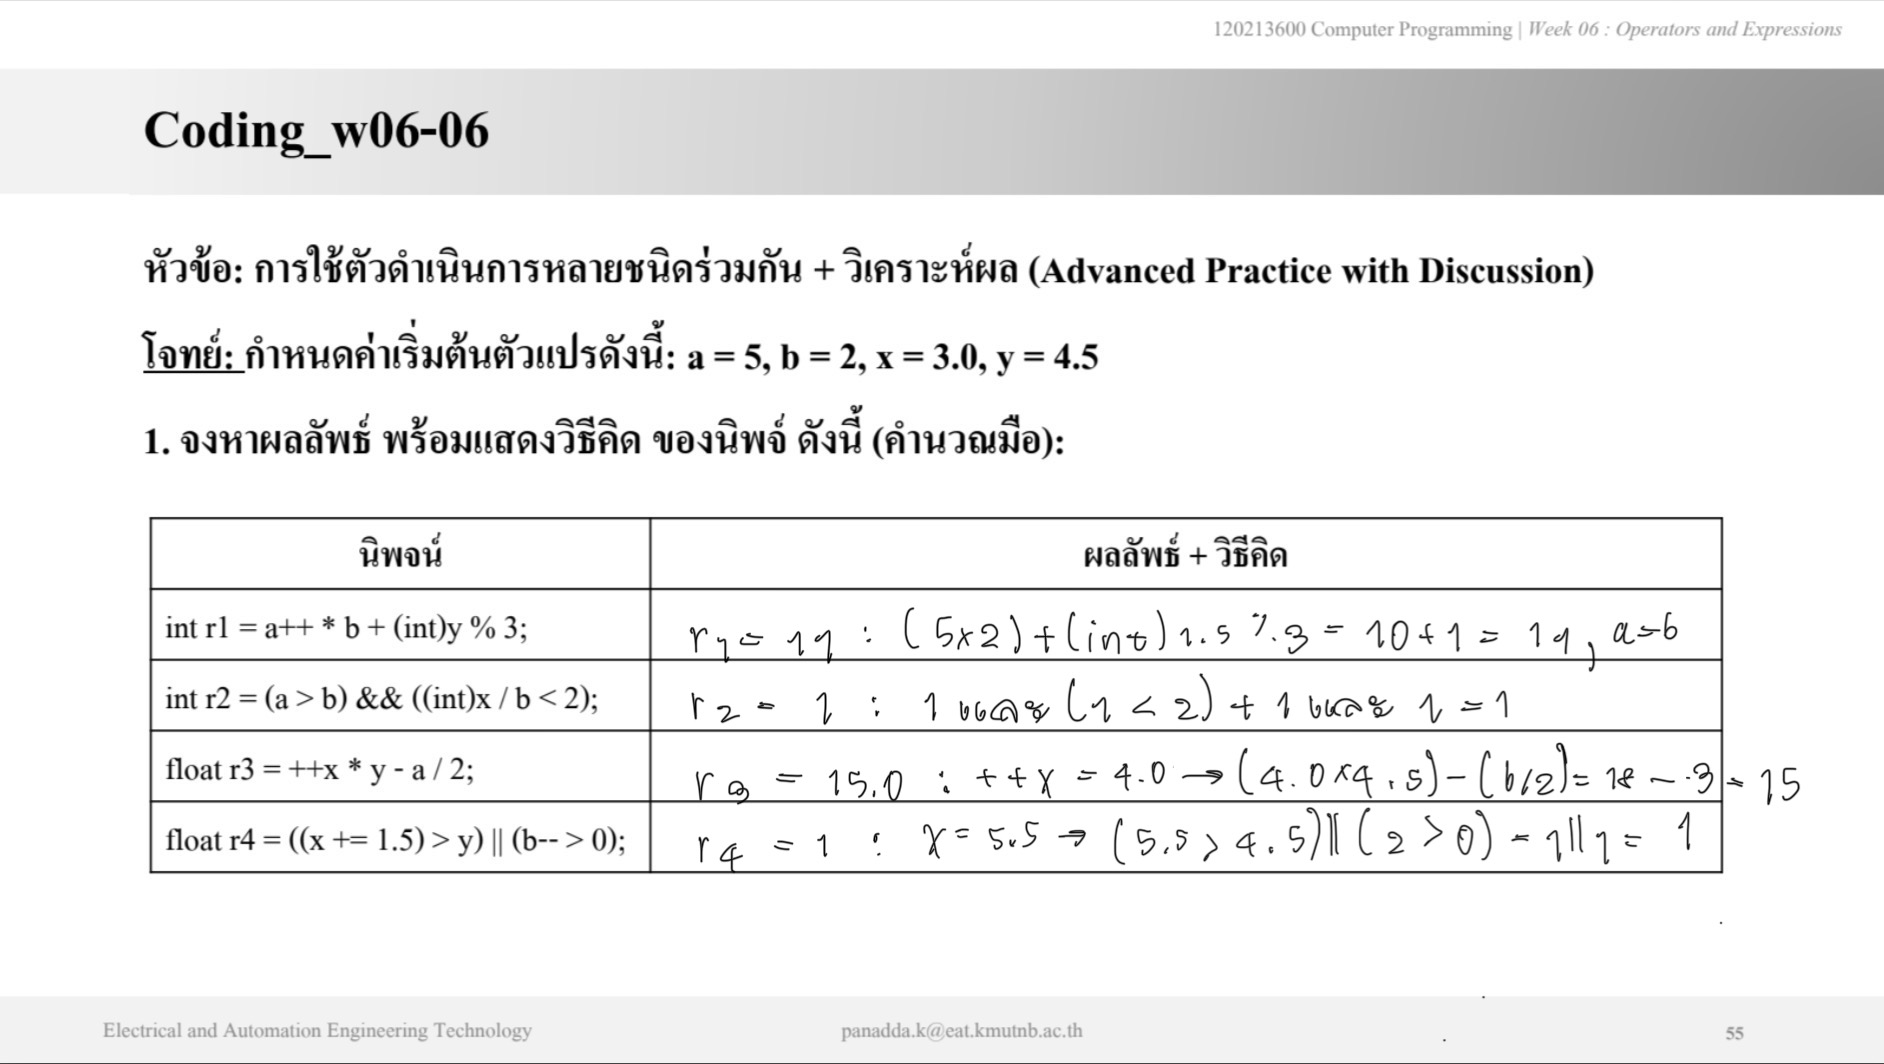 120213600 Computer Programming | Week 06 : Operators and Expressions
Coding_w06-06
หัวข้อ: การใช้ตัวดำเนินการหลายชนิดร่วมกัน + วิเคราะห์ผล (Advanced Practice with Discussion)
โจทย์: กำหนดค่าเริ่มต้นตัวแปรดังนี้: a = 5, b = 2, x = 3.0, y = 4.5
1. จงหาผลลัพธ์ พร้อมแสดงวิธีคิด ของนิพจ์ ดังนี้ (คำนวณมือ):
นิพจน์ ผลลัพธ์ + วิธีคิด
int r1 = a++ * b + (int)y % 3; r1 = 11 : (5x2)+(int)1.5 %.3 = 10+1 = 11, a=6
int r2 = (a > b) && ((int)x / b < 2); r2 = 1 : 1 และ (1 < 2) + 1 และ 1 = 1
float r3 = ++x * y - a / 2; r3 = 15.0 : ++x = 4.0 → (4.0x4.5)-(6/2)= 18 - 3 = 15
float r4 = ((x += 1.5) > y) || (b-- > 0); r4 = 1 : x = 5.5 → (5.5 > 4.5)||(2 > 0) = 1||1 = 1
Electrical and Automation Engineering Technology panadda.k@eat.kmutnb.ac.th 55